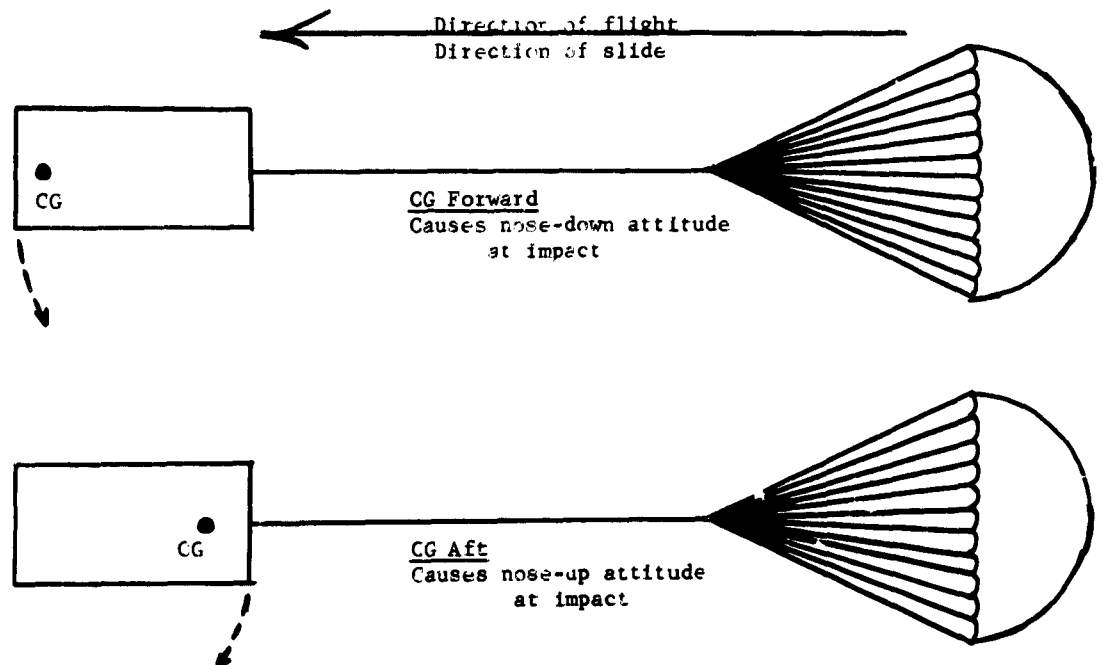 Direction of flight
Direction of slide
CG
CG Forward
Causes nose-down attitude
at impact
CG
CG Aft
Causes nose-up attitude
at impact